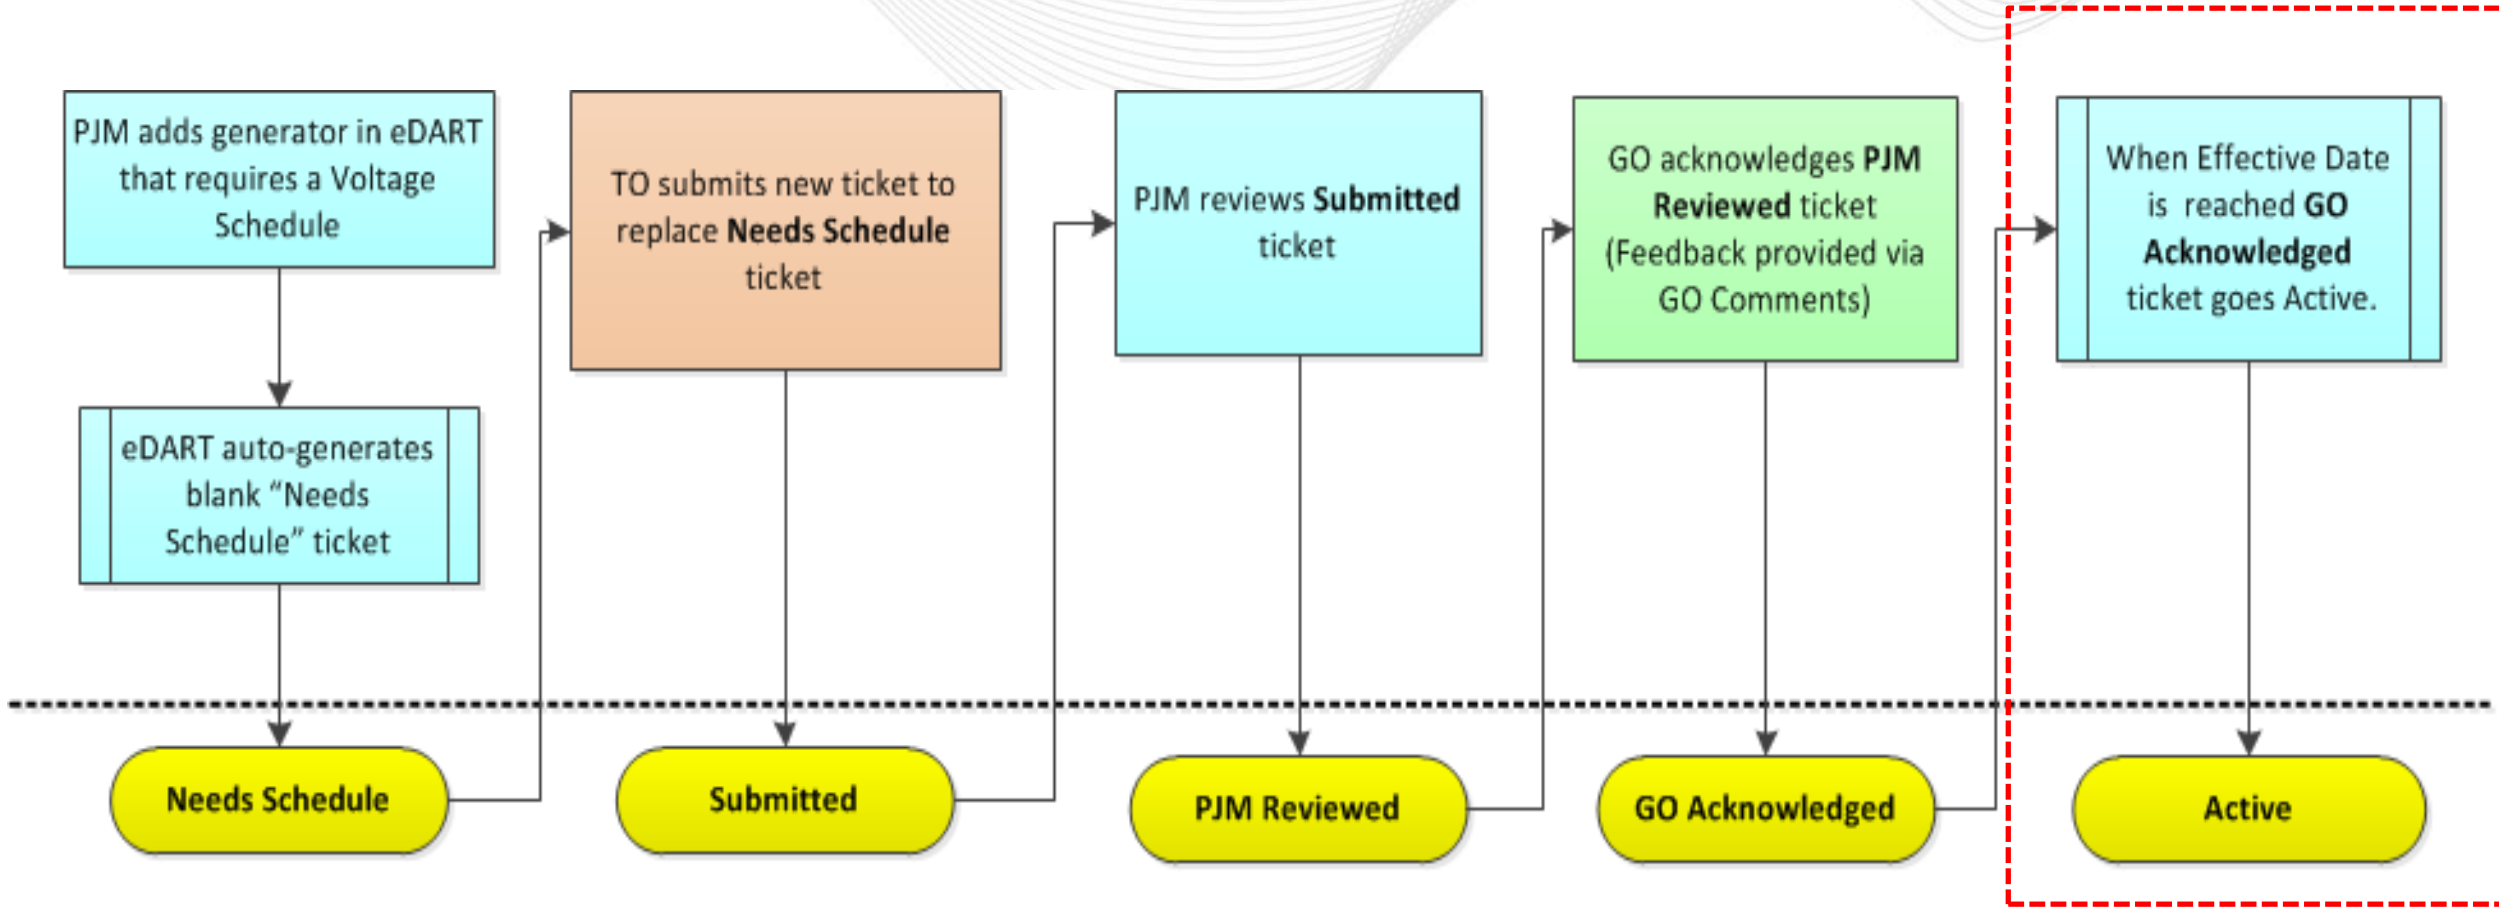 PJM adds generator in eDART
that requires a Voltage
Schedule
eDART auto-generates
blank “Needs
Schedule” ticket
Needs Schedule
TO submits new ticket to
replace Needs Schedule
ticket
Submitted
PJM reviews Submitted
ticket
PJM Reviewed
GO acknowledges PJM
Reviewed ticket
(Feedback provided via
GO Comments)
GO Acknowledged
When Effective Date
is reached GO
Acknowledged
ticket goes Active.
Active